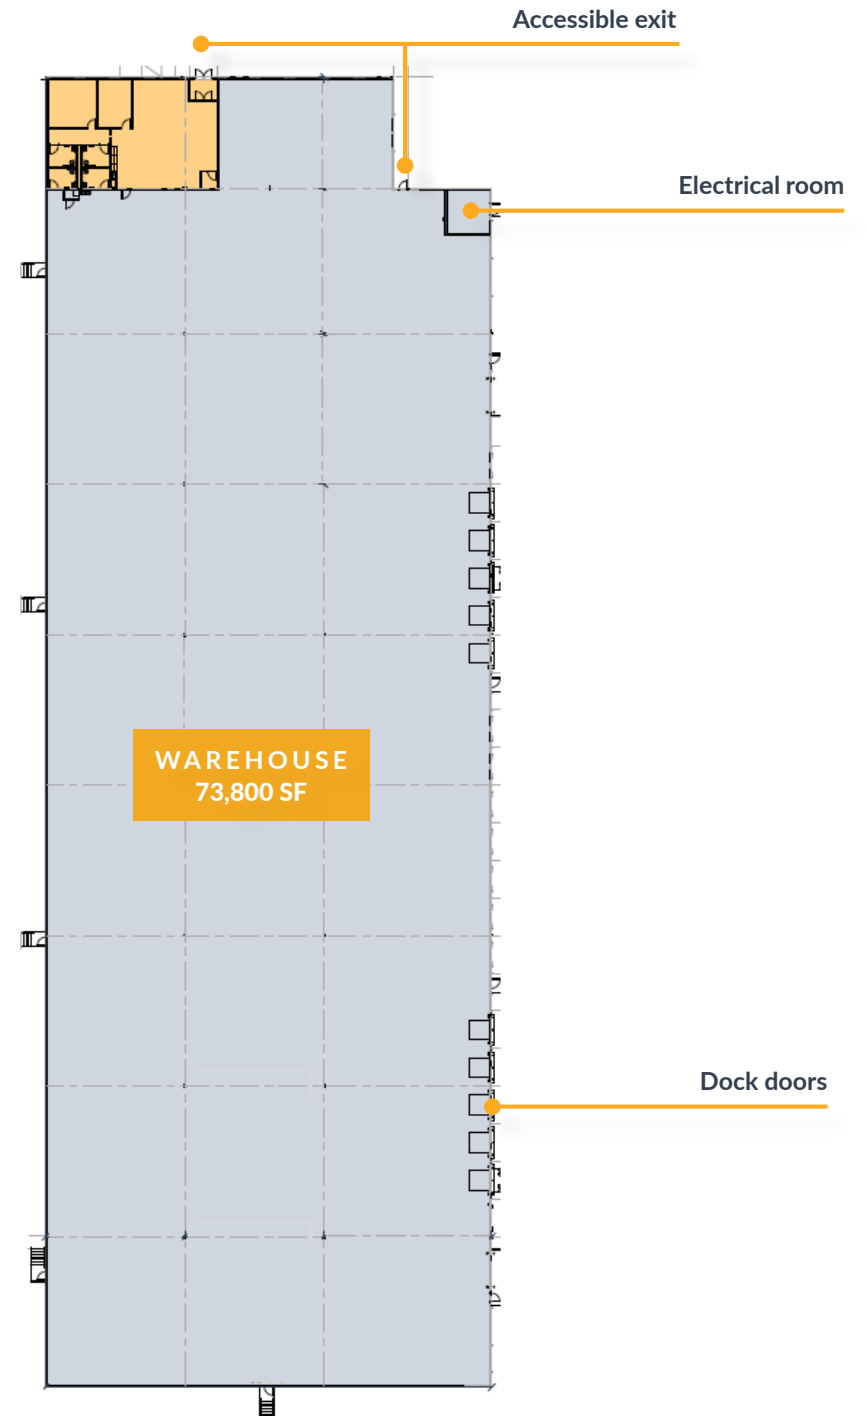 Accessible exit
Electrical room
WAREHOUSE
73,800 SF
Dock doors